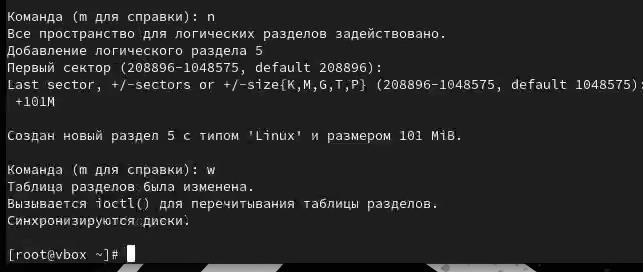 Команда (m для справки): n
Все пространство для логических разделов задействовано.
Добавление логического раздела 5
Первый сектор (208896-1048575, default 208896):
Last sector, +/-sectors or +/-size{K,M,G,T,P} (208896-1048575, default 1048575):
+101M
Создан новый раздел 5 с типом 'Linux' и размером 101 MiB.
Команда (m для справки): w
Таблица разделов была изменена.
Вызывается ioctl() для перечитывания таблицы разделов.
Синхронизируются диски.
[root@vbox ~]#